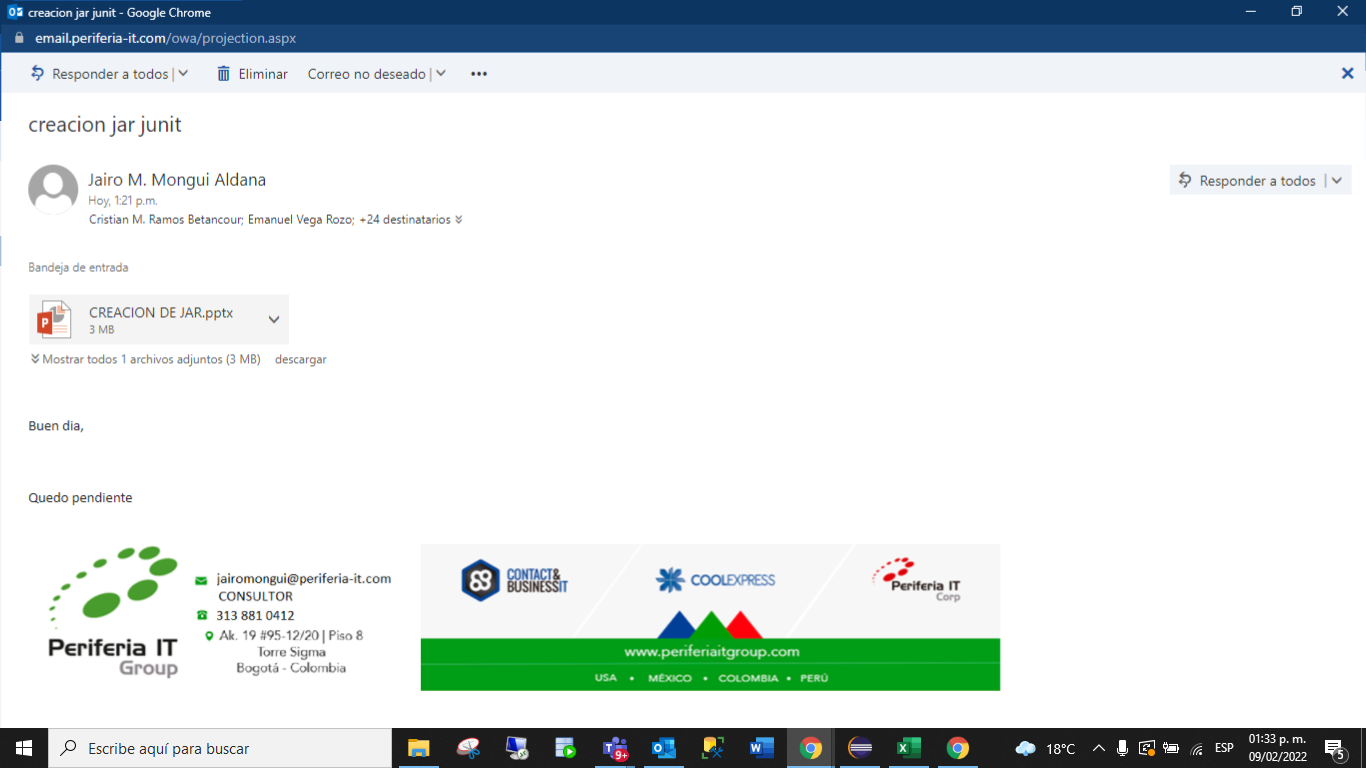 creacion jar junit - Google Chrome
email.periferia-it.com/owa/projection.aspx
Responder a todos | Eliminar Correo no deseado | •••
creacion jar junit
Jairo M. Mongui Aldana
Responder a todos |
Hoy, 1:21 p.m.
Cristian M. Ramos Betancour; Emanuel Vega Rozo; +24 destinatarios
Bandeja de entrada
CREACION DE JAR.pptx
3 MB
Mostrar todos 1 archivos adjuntos (3 MB) descargar
Buen dia,
Quedo pendiente
Periferia IT
Group
jairomongui@periferia-it.com
CONSULTOR
313 881 0412
Ak. 19 #95-12/20 | Piso 8
Torre Sigma
Bogotá - Colombia
CONTACT&
BUSINESSIT
COOLEXPRESS
Periferia IT
Corp
www.periferiaitgroup.com
USA • MÉXICO • COLOMBIA • PERÚ
Escribe aquí para buscar
9+
18°C
ESP
01:33 p. m.
09/02/2022
5